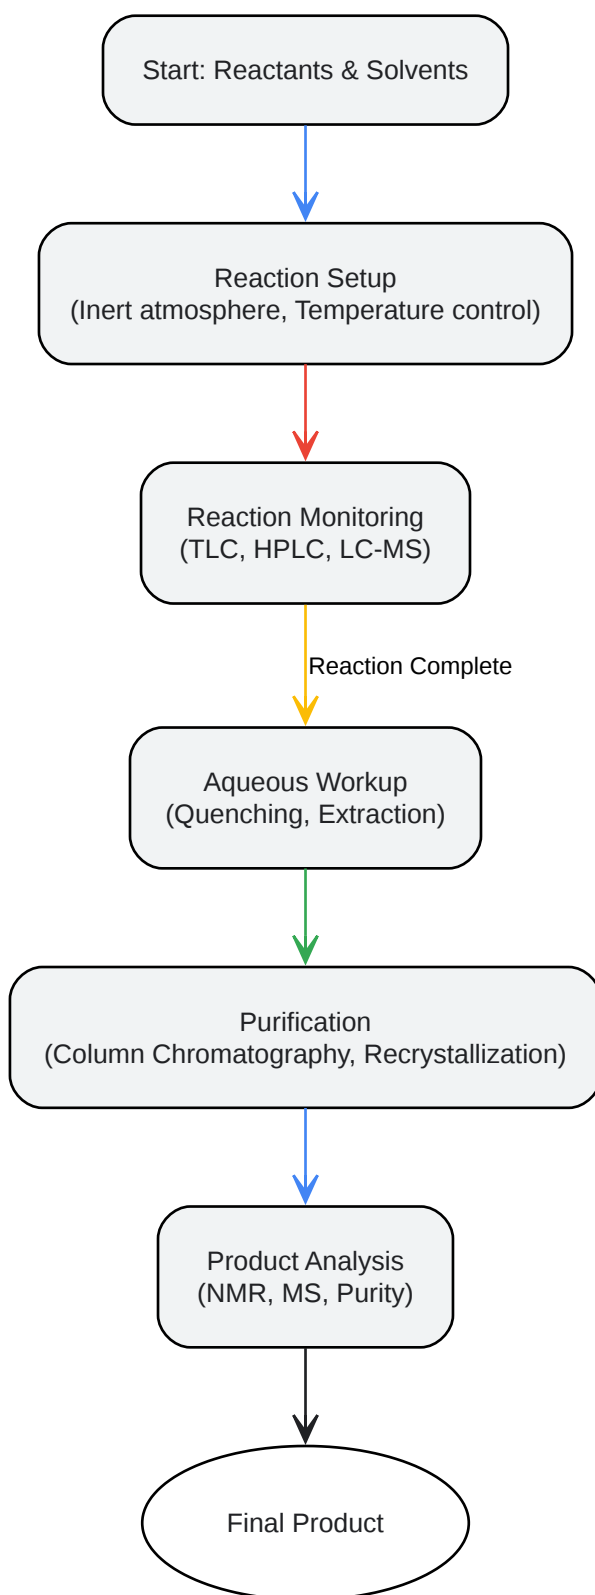 Start: Reactants & Solvents
Reaction Setup
(Inert atmosphere, Temperature control)
Reaction Monitoring
(TLC, HPLC, LC-MS)
Reaction Complete
Aqueous Workup
(Quenching, Extraction)
Purification
(Column Chromatography, Recrystallization)
Product Analysis
(NMR, MS, Purity)
Final Product